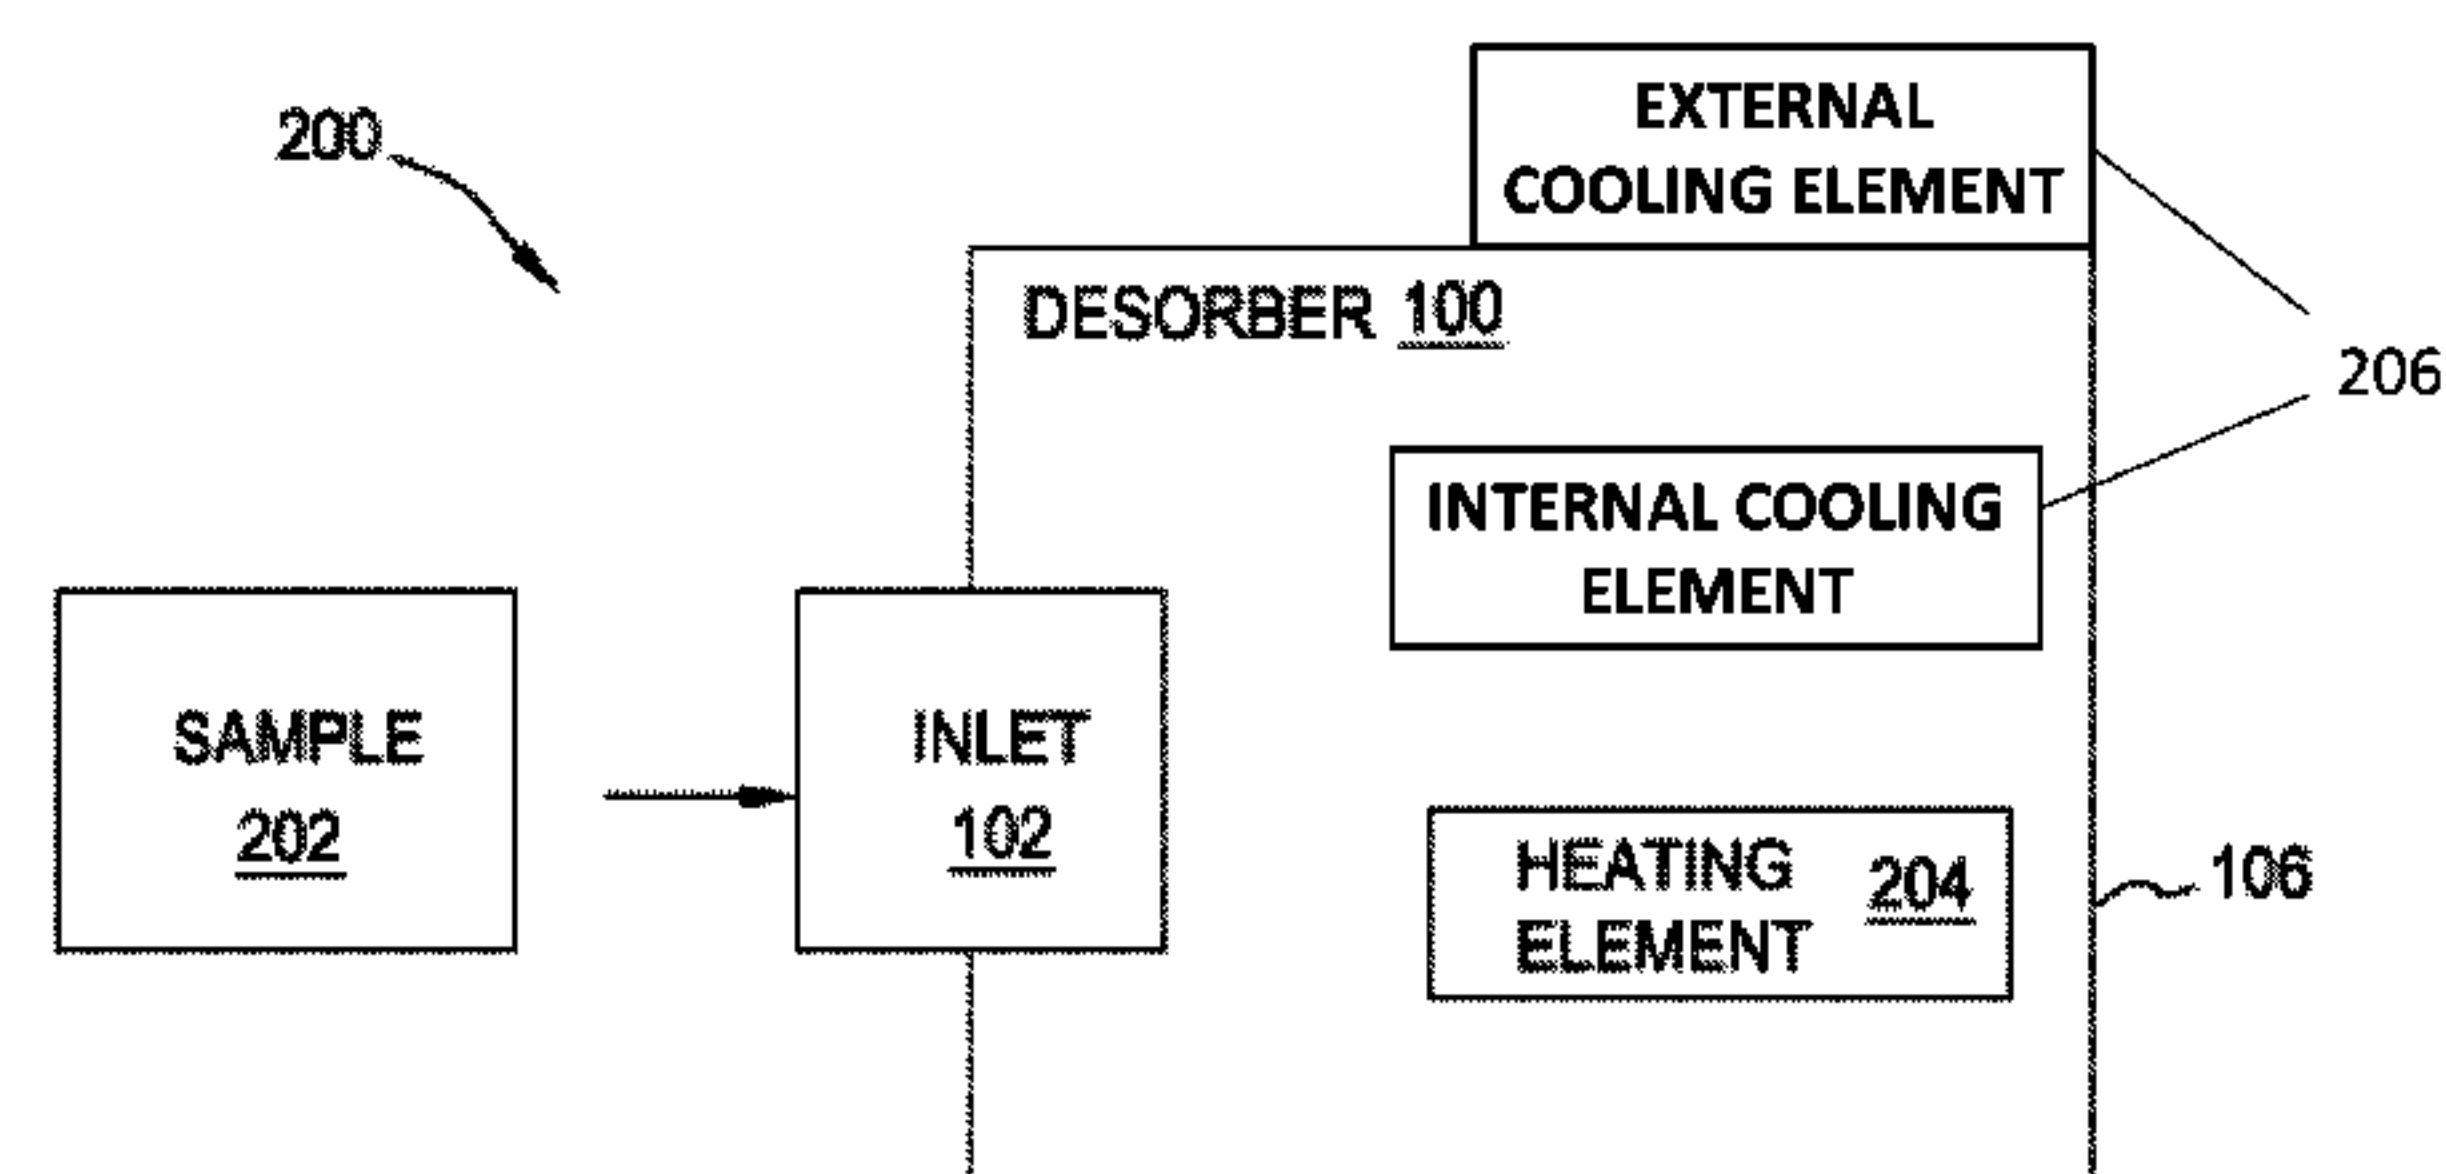 200
EXTERNAL
COOLING ELEMENT
DESORBER 100
206
INTERNAL COOLING
ELEMENT
SAMPLE
202
INLET
102
HEATING
ELEMENT
204
106